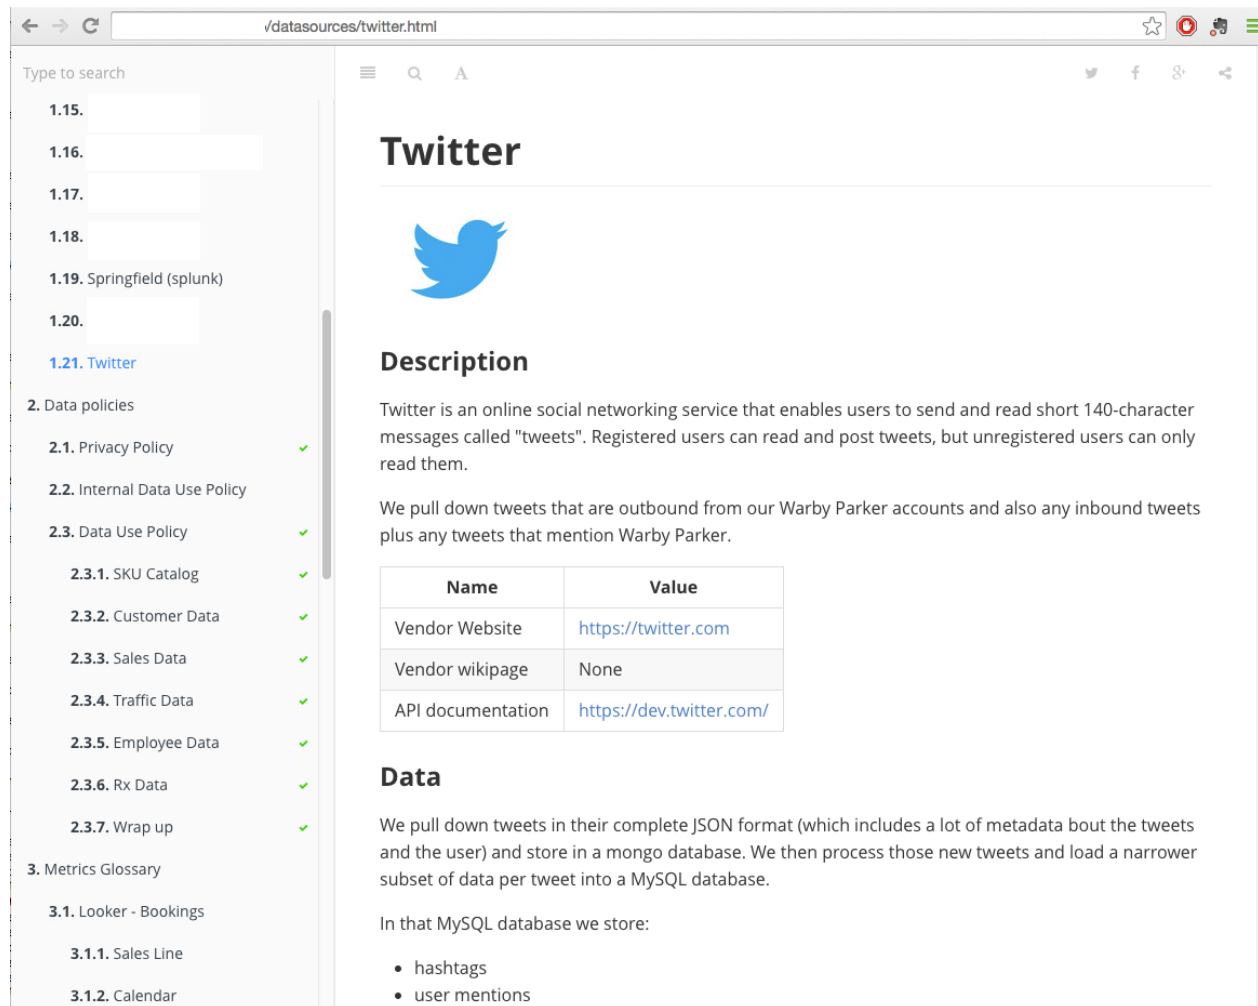 /datasources/twitter.html
Type to search
A
1.15.
1.16.
1.17.
1.18.
1.19. Springfield (splunk)
1.20.
1.21. Twitter
2. Data policies
2.1. Privacy Policy
2.2. Internal Data Use Policy
2.3. Data Use Policy
2.3.1. SKU Catalog
2.3.2. Customer Data
2.3.3. Sales Data
2.3.4. Traffic Data
2.3.5. Employee Data
2.3.6. Rx Data
2.3.7. Wrap up
3. Metrics Glossary
3.1. Looker - Bookings
3.1.1. Sales Line
3.1.2. Calendar
Twitter
Description
Twitter is an online social networking service that enables users to send and read short 140-character
messages called "tweets". Registered users can read and post tweets, but unregistered users can only
read them.
We pull down tweets that are outbound from our Warby Parker accounts and also any inbound tweets
plus any tweets that mention Warby Parker.
Name Value
Vendor Website https://twitter.com
Vendor wikipage None
API documentation https://dev.twitter.com/
Data
We pull down tweets in their complete JSON format (which includes a lot of metadata bout the tweets
and the user) and store in a mongo database. We then process those new tweets and load a narrower
subset of data per tweet into a MySQL database.
In that MySQL database we store:
• hashtags
• user mentions